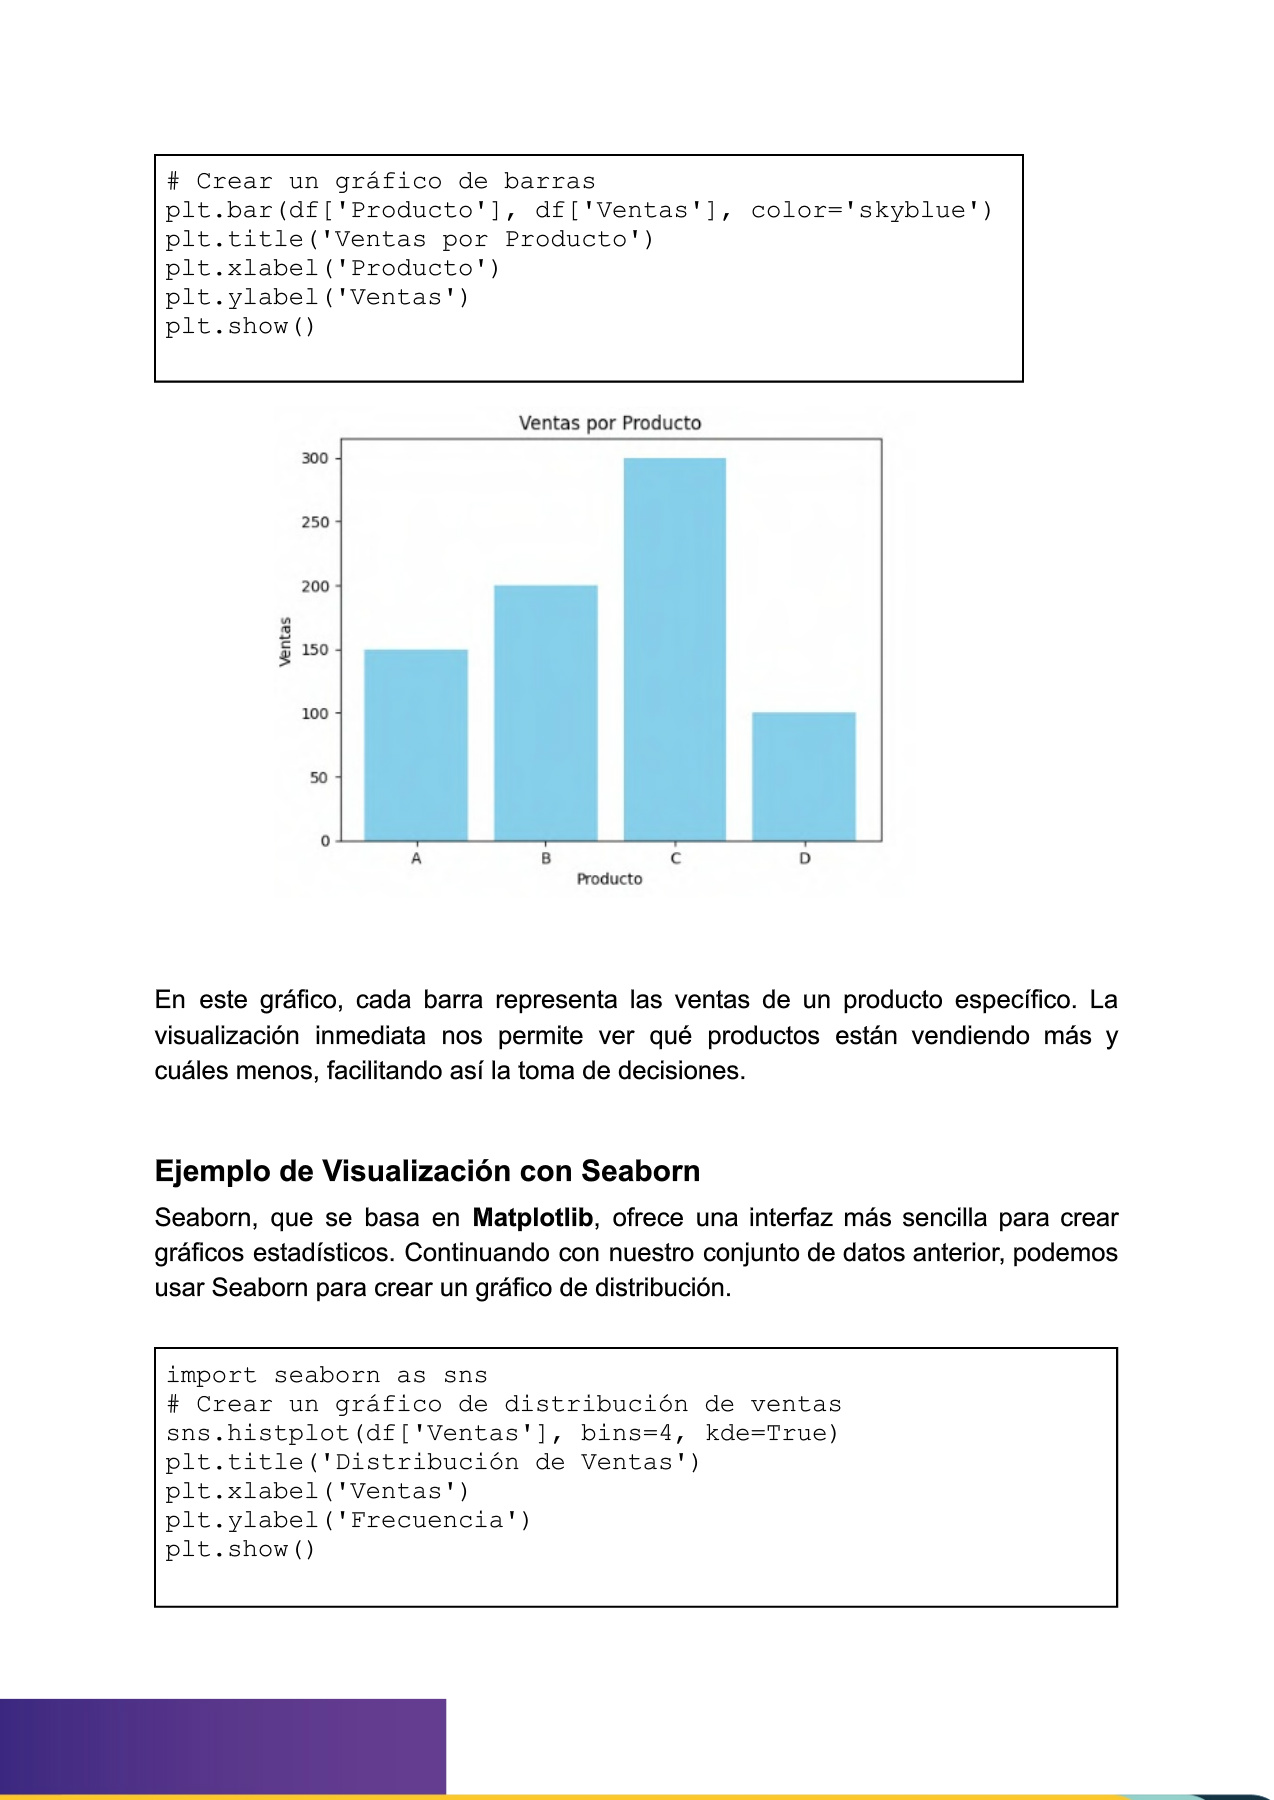 # Crear un gráfico de barras
plt.bar(df['Producto'], df['Ventas'], color='skyblue')
plt.title('Ventas por Producto')
plt.xlabel('Producto')
plt.ylabel('Ventas')
plt.show()
Ventas por Producto
300
250
200
150
100
50
0
Ventas
A B C D
Producto
En este gráfico, cada barra representa las ventas de un producto específico. La
visualización inmediata nos permite ver qué productos están vendiendo más y
cuáles menos, facilitando así la toma de decisiones.
Ejemplo de Visualización con Seaborn
Seaborn, que se basa en Matplotlib, ofrece una interfaz más sencilla para crear
gráficos estadísticos. Continuando con nuestro conjunto de datos anterior, podemos
usar Seaborn para crear un gráfico de distribución.
import seaborn as sns
# Crear un gráfico de distribución de ventas
sns.histplot(df['Ventas'], bins=4, kde=True)
plt.title('Distribución de Ventas')
plt.xlabel('Ventas')
plt.ylabel('Frecuencia')
plt.show()